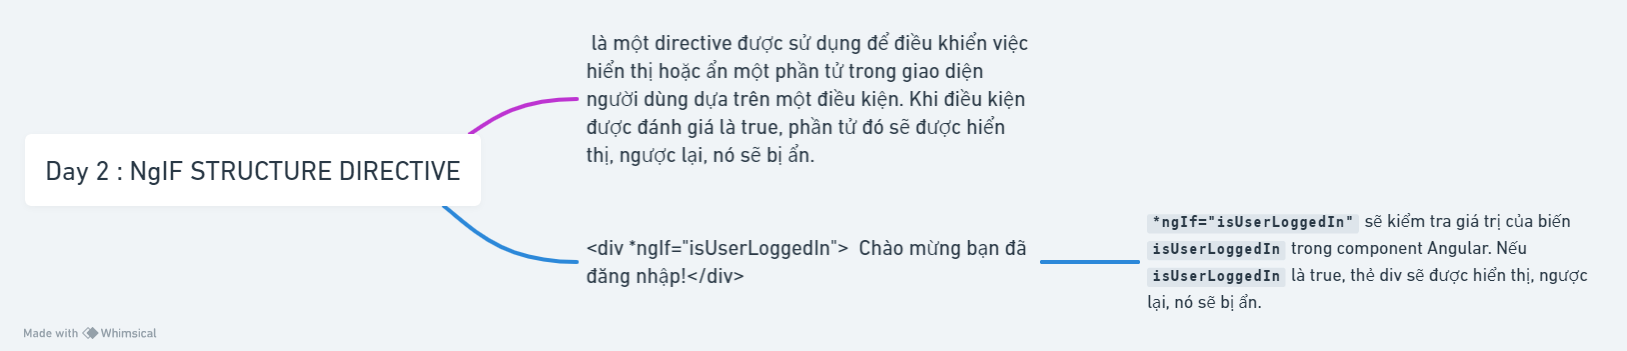 Day 2 : NgIF STRUCTURE DIRECTIVE
là một directive được sử dụng để điều khiển việc
hiển thị hoặc ẩn một phần tử trong giao diện
người dùng dựa trên một điều kiện. Khi điều kiện
được đánh giá là true, phần tử đó sẽ được hiển
thị, ngược lại, nó sẽ bị ẩn.
<div *ngIf="isUserLoggedIn">  Chào mừng bạn đã
đăng nhập!</div>
*ngIf="isUserLoggedIn" sẽ kiểm tra giá trị của biến
isUserLoggedIn trong component Angular. Nếu
isUserLoggedIn là true, thẻ div sẽ được hiển thị, ngược
lại, nó sẽ bị ẩn.
Made with Whimsical